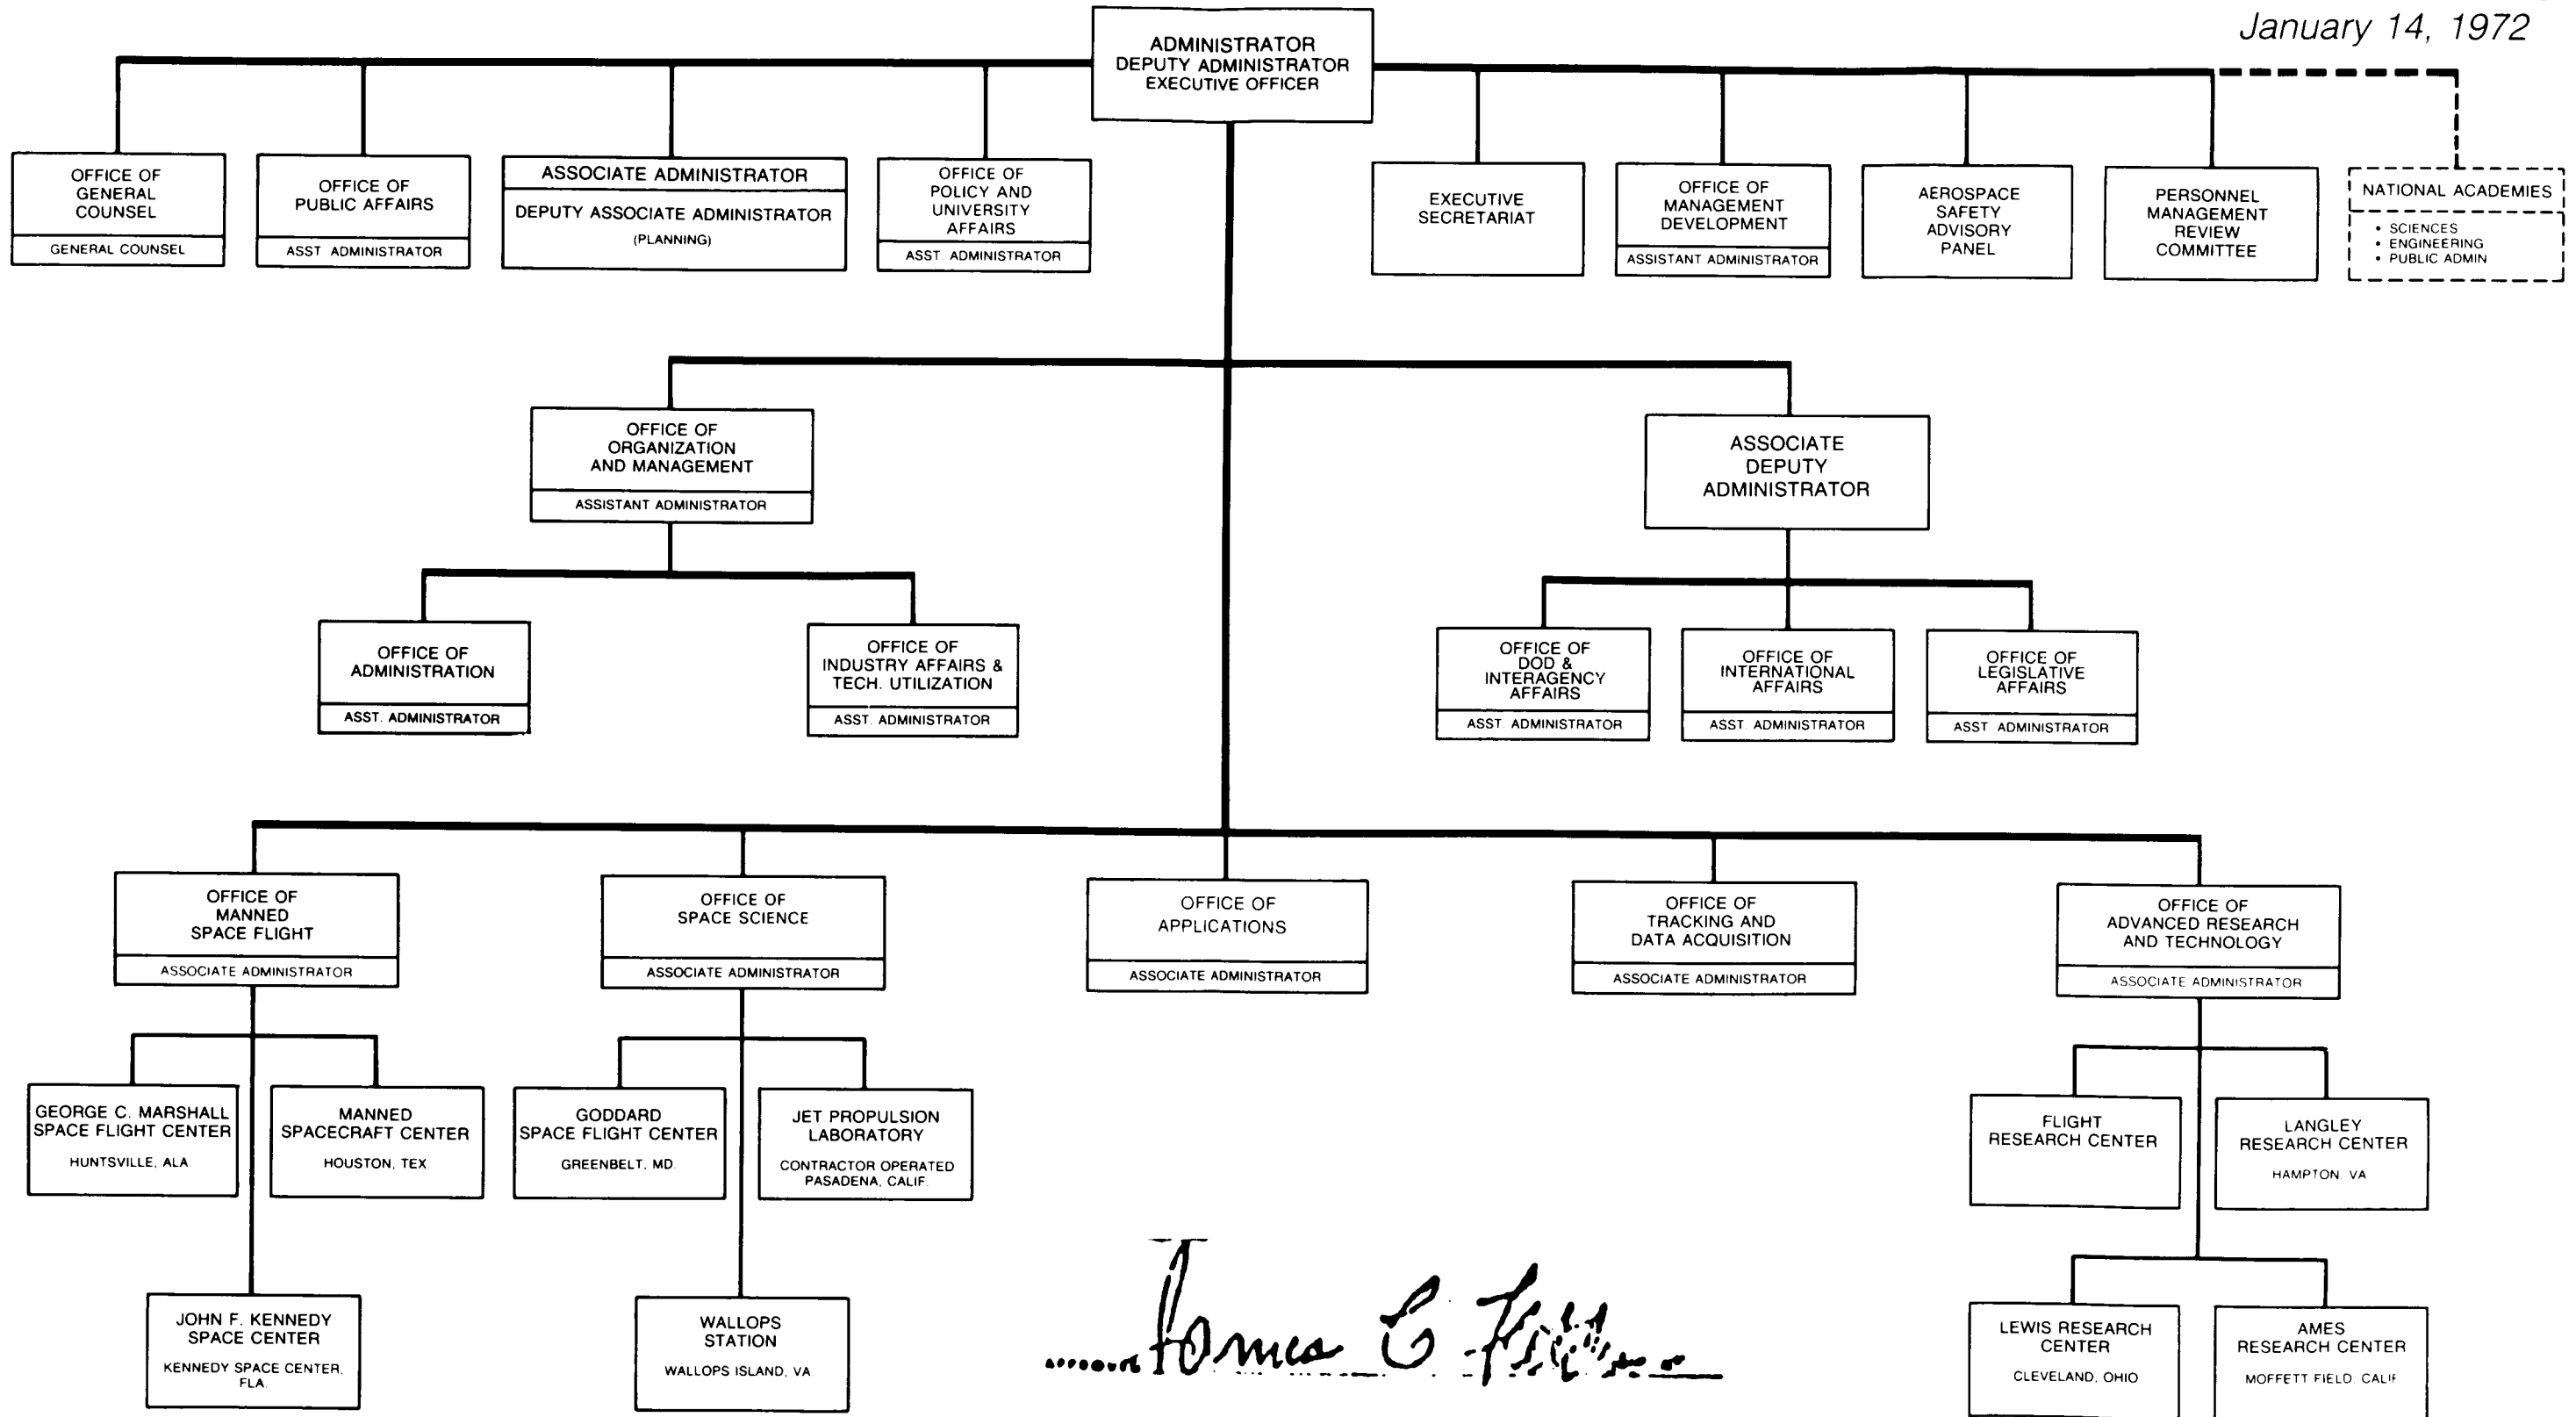 January 14, 1972
ADMINISTRATOR
DEPUTY ADMINISTRATOR
EXECUTIVE OFFICER
OFFICE OF
GENERAL
COUNSEL
GENERAL COUNSEL
OFFICE OF
PUBLIC AFFAIRS
ASST ADMINISTRATOR
ASSOCIATE ADMINISTRATOR
DEPUTY ASSOCIATE ADMINISTRATOR
(PLANNING)
OFFICE OF
POLICY AND
UNIVERSITY
AFFAIRS
ASST. ADMINISTRATOR
EXECUTIVE
SECRETARIAT
OFFICE OF
MANAGEMENT
DEVELOPMENT
ASSISTANT ADMINISTRATOR
AEROSPACE
SAFETY
ADVISORY
PANEL
PERSONNEL
MANAGEMENT
REVIEW
COMMITTEE
NATIONAL ACADEMIES
• SCIENCES
• ENGINEERING
• PUBLIC ADMIN
OFFICE OF
ORGANIZATION
AND MANAGEMENT
ASSISTANT ADMINISTRATOR
ASSOCIATE
DEPUTY
ADMINISTRATOR
OFFICE OF
ADMINISTRATION
ASST. ADMINISTRATOR
OFFICE OF
INDUSTRY AFFAIRS &
TECH. UTILIZATION
ASST. ADMINISTRATOR
OFFICE OF
DOD &
INTERAGENCY
AFFAIRS
ASST. ADMINISTRATOR
OFFICE OF
INTERNATIONAL
AFFAIRS
ASST. ADMINISTRATOR
OFFICE OF
LEGISLATIVE
AFFAIRS
ASST ADMINISTRATOR
OFFICE OF
MANNED
SPACE FLIGHT
ASSOCIATE ADMINISTRATOR
OFFICE OF
SPACE SCIENCE
ASSOCIATE ADMINISTRATOR
OFFICE OF
APPLICATIONS
ASSOCIATE ADMINISTRATOR
OFFICE OF
TRACKING AND
DATA ACQUISITION
ASSOCIATE ADMINISTRATOR
OFFICE OF
ADVANCED RESEARCH
AND TECHNOLOGY
ASSOCIATE ADMINISTRATOR
GEORGE C. MARSHALL
SPACE FLIGHT CENTER
HUNTSVILLE, ALA.
MANNED
SPACECRAFT CENTER
HOUSTON, TEX.
GODDARD
SPACE FLIGHT CENTER
GREENBELT, MD.
JET PROPULSION
LABORATORY
CONTRACTOR OPERATED
PASADENA, CALIF.
FLIGHT
RESEARCH CENTER
LANGLEY
RESEARCH CENTER
HAMPTON. VA
JOHN F. KENNEDY
SPACE CENTER
KENNEDY SPACE CENTER,
FLA.
WALLOPS
STATION
WALLOPS ISLAND, VA.
LEWIS RESEARCH
CENTER
CLEVELAND, OHIO
AMES
RESEARCH CENTER
MOFFETT FIELD, CALIF
James C